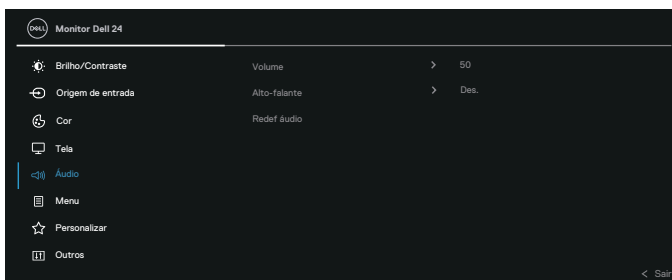 DELL Monitor Dell 24
Brilho/Contraste
Volume > 50
Origem de entrada
Alto-falante > Des.
Cor
Redef áudio
Tela
Áudio
Menu
Personalizar
Outros
< Sair